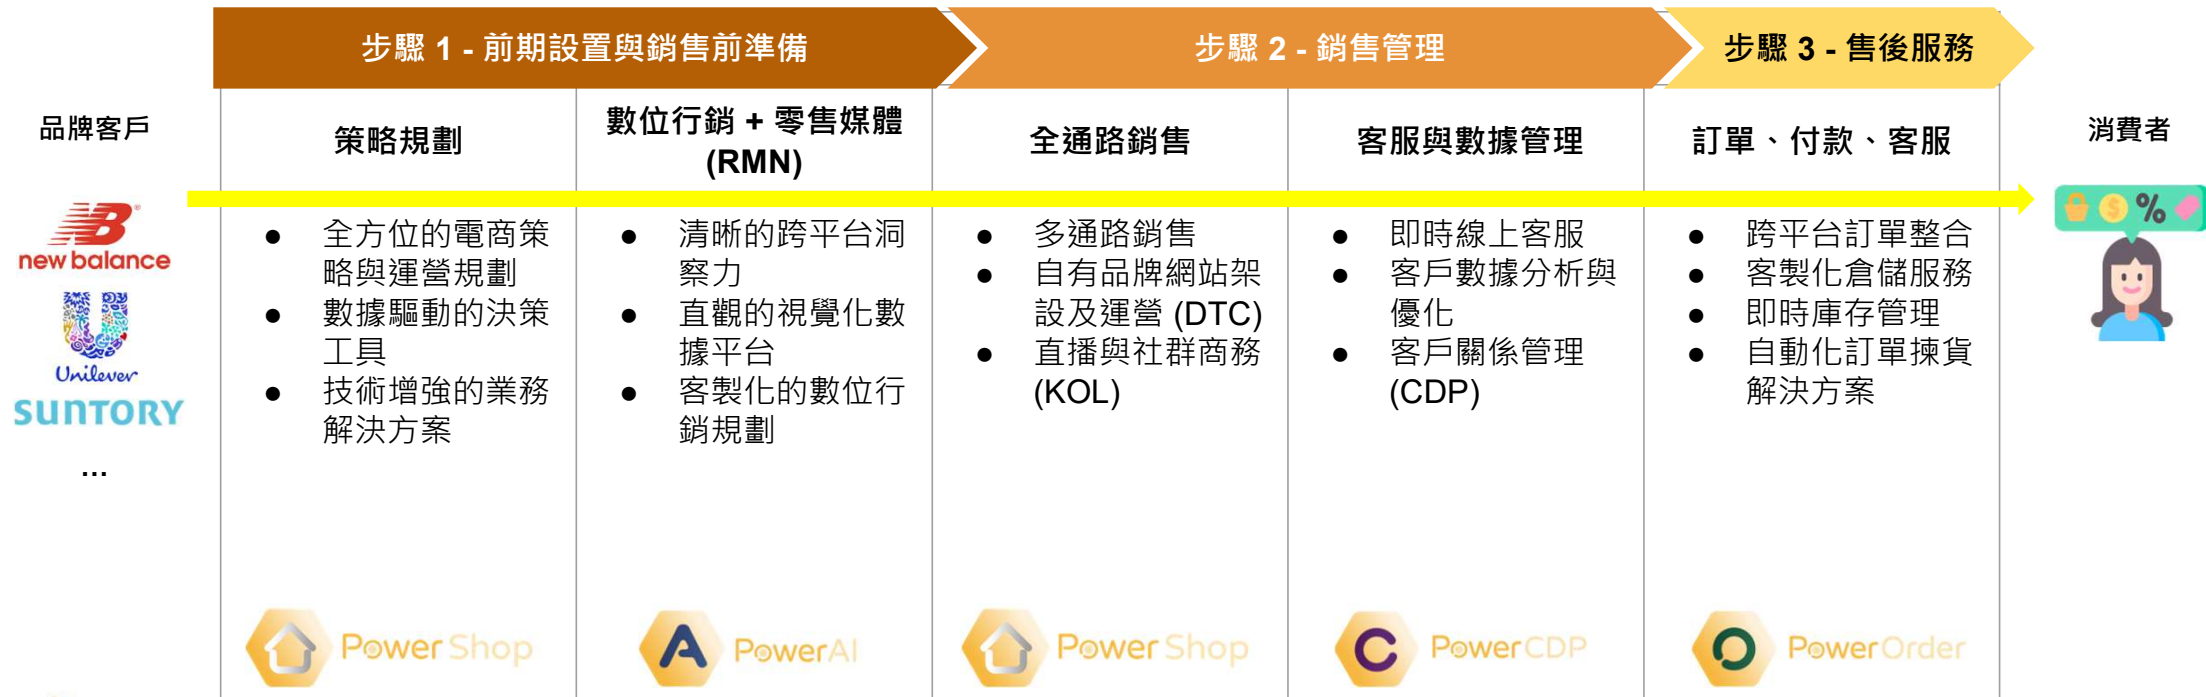 步驟 1 - 前期設置與銷售前準備
步驟 2 - 銷售管理
步驟 3 - 售後服務
品牌客戶
策略規劃
數位行銷 + 零售媒體
(RMN)
全通路銷售
客服與數據管理
訂單、付款、客服
消費者
new balance
Unilever
SUNTORY
...
● 全方位的電商策
略與運營規劃
● 數據驅動的決策
工具
● 技術增強的業務
解決方案
● 清晰的跨平台洞
察力
● 直觀的視覺化數
據平台
● 客製化的數位行
銷規劃
● 多通路銷售
● 自有品牌網站架
設及運營 (DTC)
● 直播與社群商務
(KOL)
● 即時線上客服
● 客戶數據分析與
優化
● 客戶關係管理
(CDP)
● 跨平台訂單整合
● 客製化倉儲服務
● 即時庫存管理
● 自動化訂單揀貨
解決方案
%
PowerShop
A PowerAI
PowerShop
C PowerCDP
PowerOrder